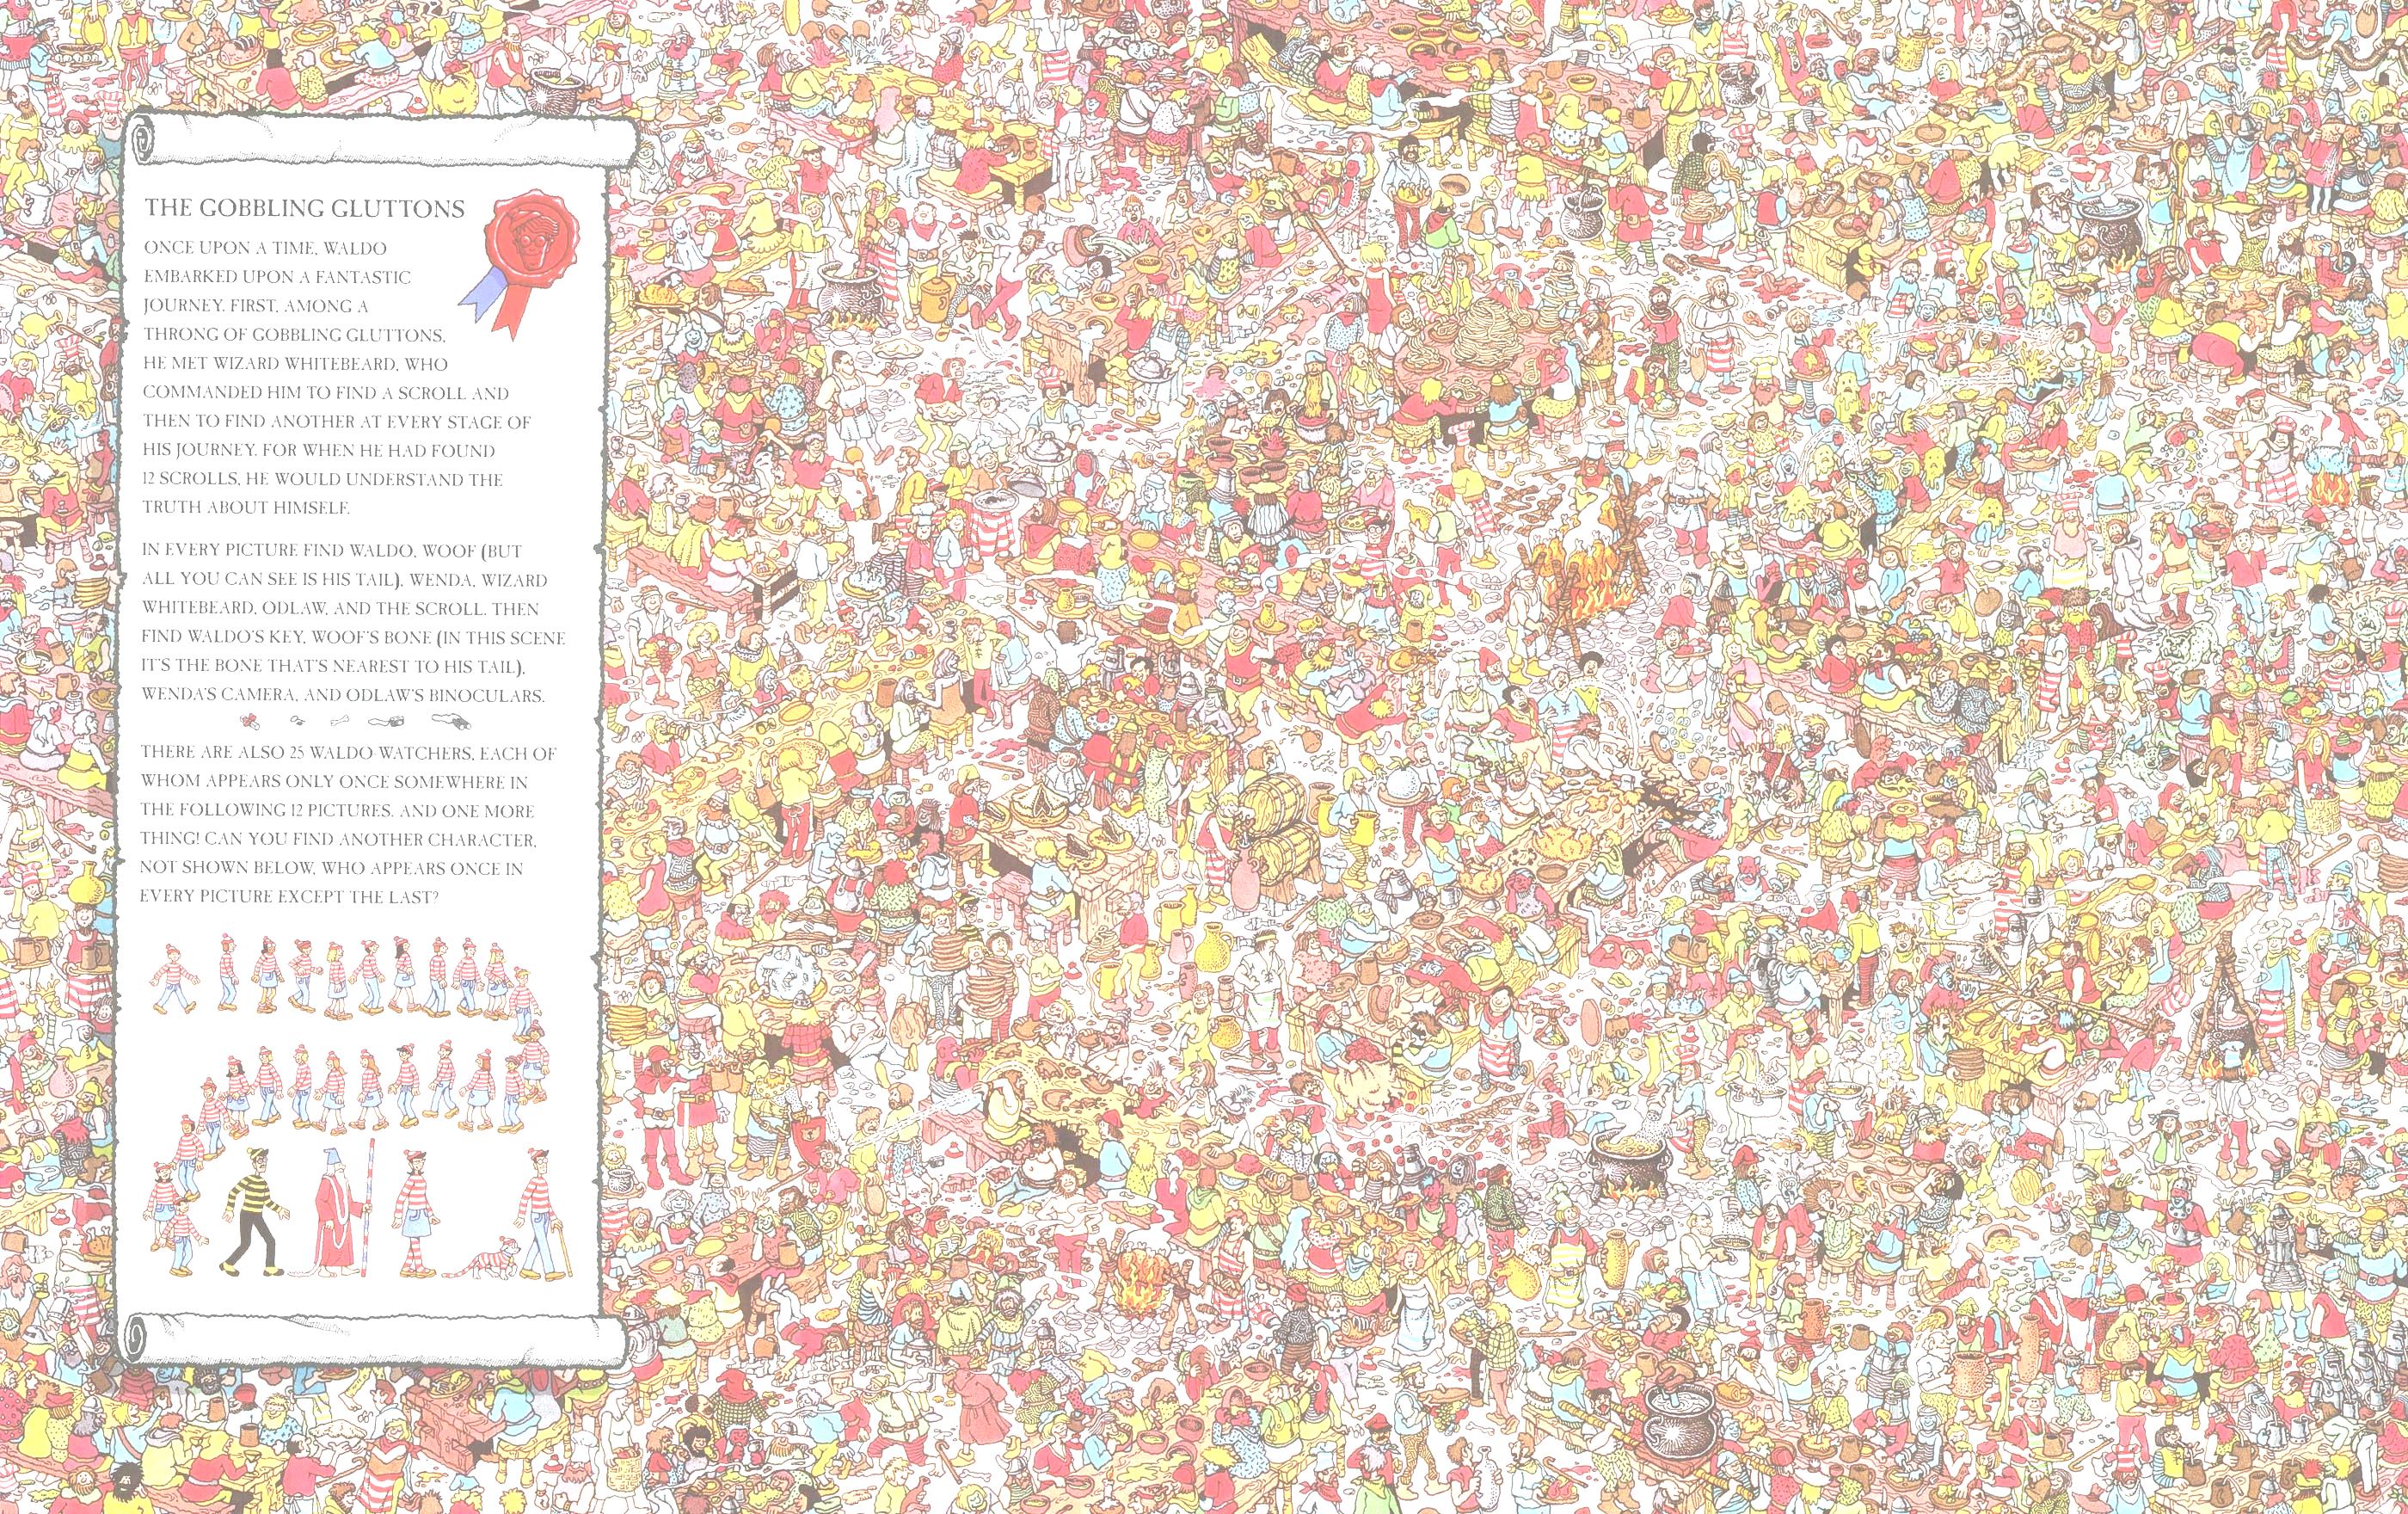 THE GOBBLING GLUTTONS
ONCE UPON A TIME, WALDO
EMBARKED UPON A FANTASTIC
JOURNEY. FIRST, AMONG A
THRONG OF GOBBLING GLUTTONS,
HE MET WIZARD WHITEBEARD, WHO
COMMANDED HIM TO FIND A SCROLL AND
THEN TO FIND ANOTHER AT EVERY STAGE OF
HIS JOURNEY. FOR WHEN HE HAD FOUND
12 SCROLLS, HE WOULD UNDERSTAND THE
TRUTH ABOUT HIMSELF.
IN EVERY PICTURE FIND WALDO, WOOF (BUT
ALL YOU CAN SEE IS HIS TAIL), WENDA, WIZARD
WHITEBEARD, ODLAW, AND THE SCROLL. THEN
FIND WALDO'S KEY, WOOF'S BONE (IN THIS SCENE
IT'S THE BONE THAT'S NEAREST TO HIS TAIL),
WENDA'S CAMERA, AND ODLAW'S BINOCULARS.
THERE ARE ALSO 25 WALDO-WATCHERS, EACH OF
WHOM APPEARS ONLY ONCE SOMEWHERE IN
THE FOLLOWING 12 PICTURES. AND ONE MORE
THING! CAN YOU FIND ANOTHER CHARACTER,
NOT SHOWN BELOW, WHO APPEARS ONCE IN
EVERY PICTURE EXCEPT THE LAST?